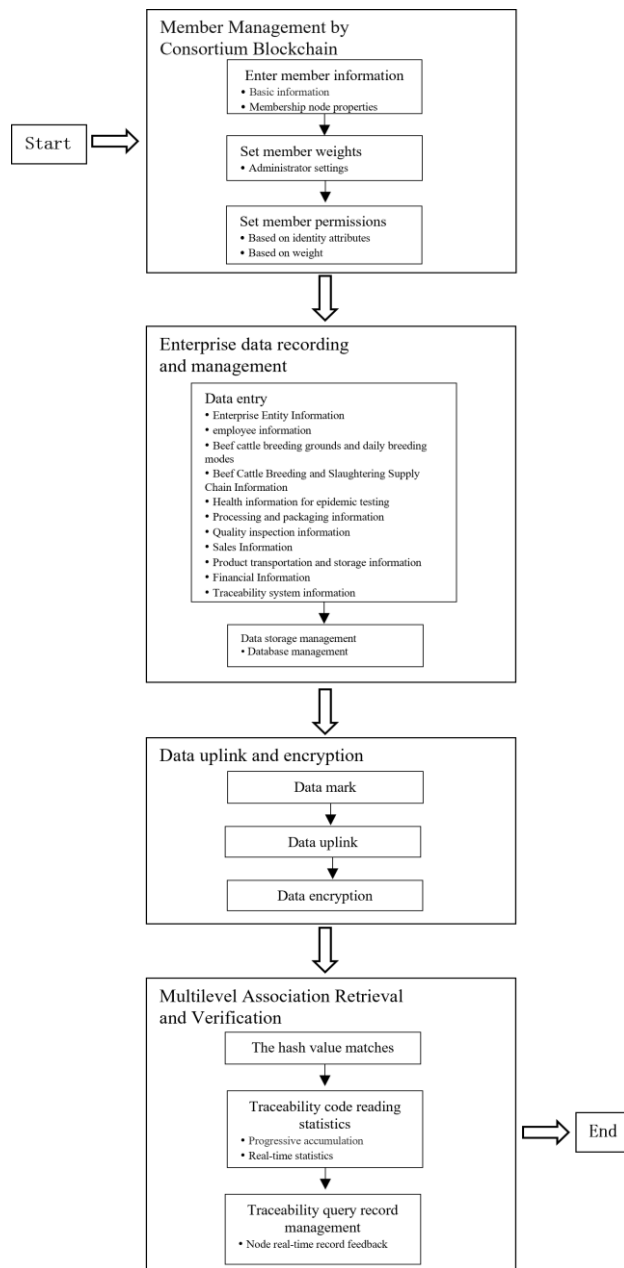 Member Management by
Consortium Blockchain
Enter member information
• Basic information
• Membership node properties
Start
Set member weights
• Administrator settings
Set member permissions
• Based on identity attributes
• Based on weight
Enterprise data recording
and management
Data entry
• Enterprise Entity Information
• employee information
• Beef cattle breeding grounds and daily breeding
modes
• Beef Cattle Breeding and Slaughtering Supply
Chain Information
• Health information for epidemic testing
• Processing and packaging information
• Quality inspection information
• Sales Information
• Product transportation and storage information
• Financial Information
• Traceability system information
Data storage management
• Database management
Data uplink and encryption
Data mark
Data uplink
Data encryption
Multilevel Association Retrieval
and Verification
The hash value matches
Traceability code reading
statistics
• Progressive accumulation
• Real-time statistics
End
Traceability query record
management
• Node real-time record feedback